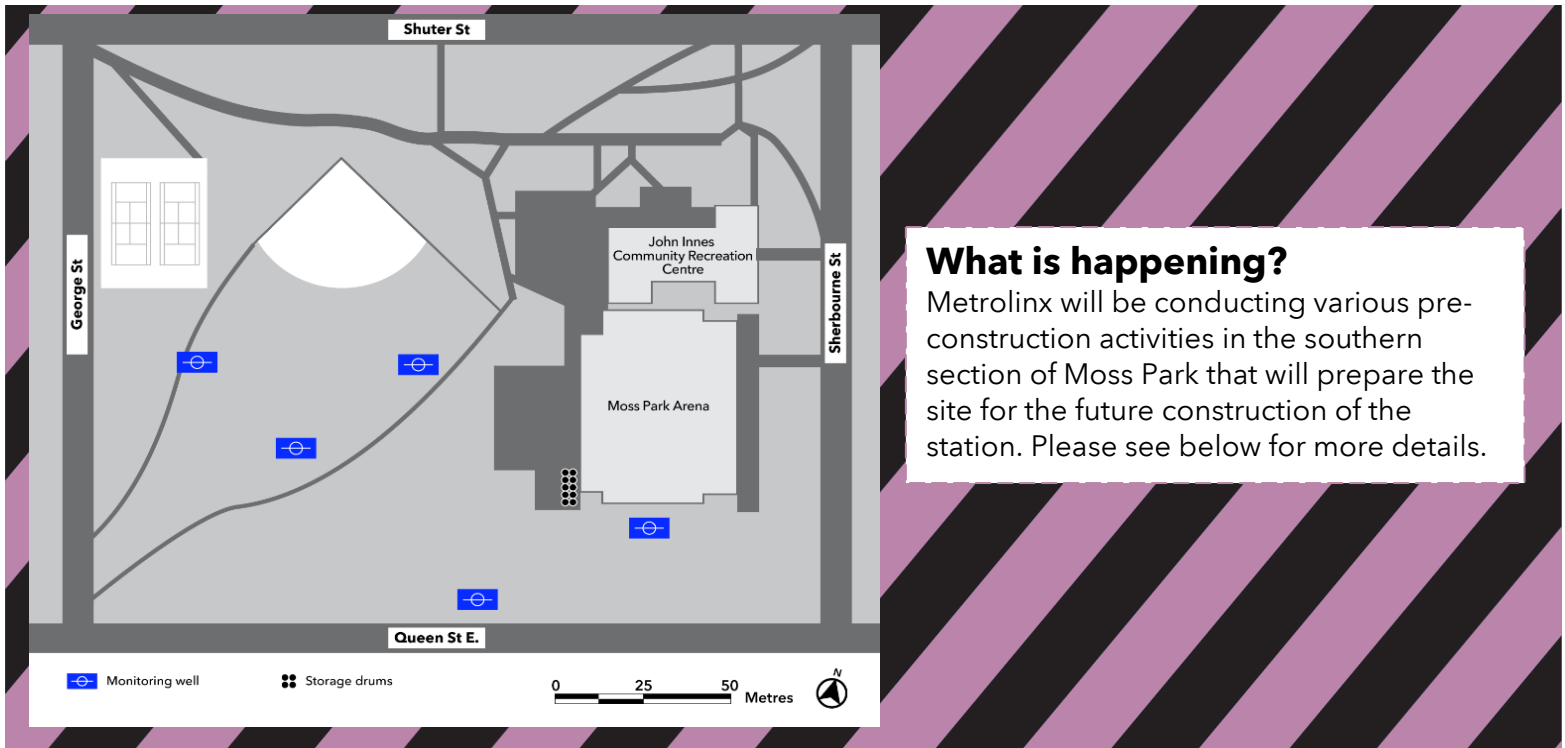 Shuter St
George St
John Innes
Community Recreation
Centre
Sherbourne St
Moss Park Arena
Queen St E.
Monitoring well
Storage drums
0 25 50
Metres
N
What is happening?
Metrolinx will be conducting various pre-
construction activities in the southern
section of Moss Park that will prepare the
site for the future construction of the
station. Please see below for more details.